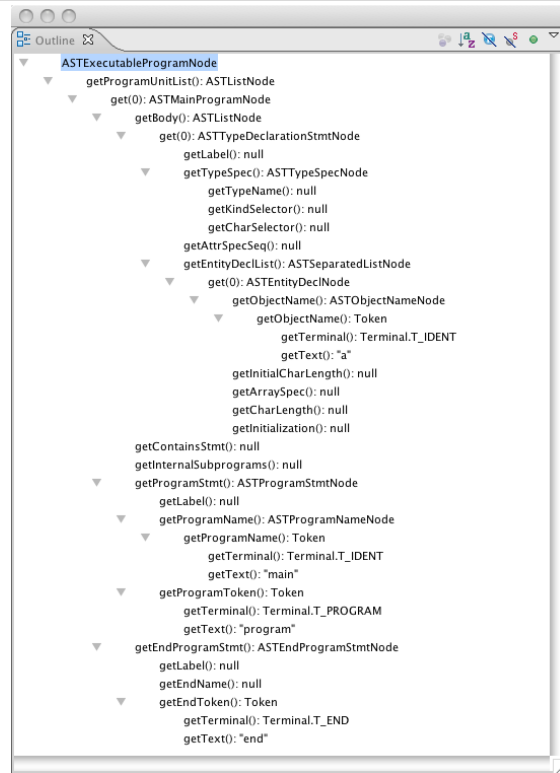 Outline
ASTExecutableProgramNode
getProgramUnitList(): ASTListNode
get(0): ASTMainProgramNode
getBody(): ASTListNode
get(0): ASTTypeDeclarationStmtNode
getLabel(): null
getTypeSpec(): ASTTypeSpecNode
getTypeName(): null
getKindSelector(): null
getCharSelector(): null
getAttrSpecSeq(): null
getEntityDeclList(): ASTSeparatedListNode
get(0): ASTEntityDeclNode
getObjectName(): ASTObjectNameNode
getObjectName(): Token
getTerminal(): Terminal.T_IDENT
getText(): "a"
getInitialCharLength(): null
getArraySpec(): null
getCharLength(): null
getInitialization(): null
getContainsStmt(): null
getInternalSubprograms(): null
getProgramStmt(): ASTProgramStmtNode
getLabel(): null
getProgramName(): ASTProgramNameNode
getProgramName(): Token
getTerminal(): Terminal.T_IDENT
getText(): "main"
getProgramToken(): Token
getTerminal(): Terminal.T_PROGRAM
getText(): "program"
getEndProgramStmt(): ASTEndProgramStmtNode
getLabel(): null
getEndName(): null
getEndToken(): Token
getTerminal(): Terminal.T_END
getText(): "end"